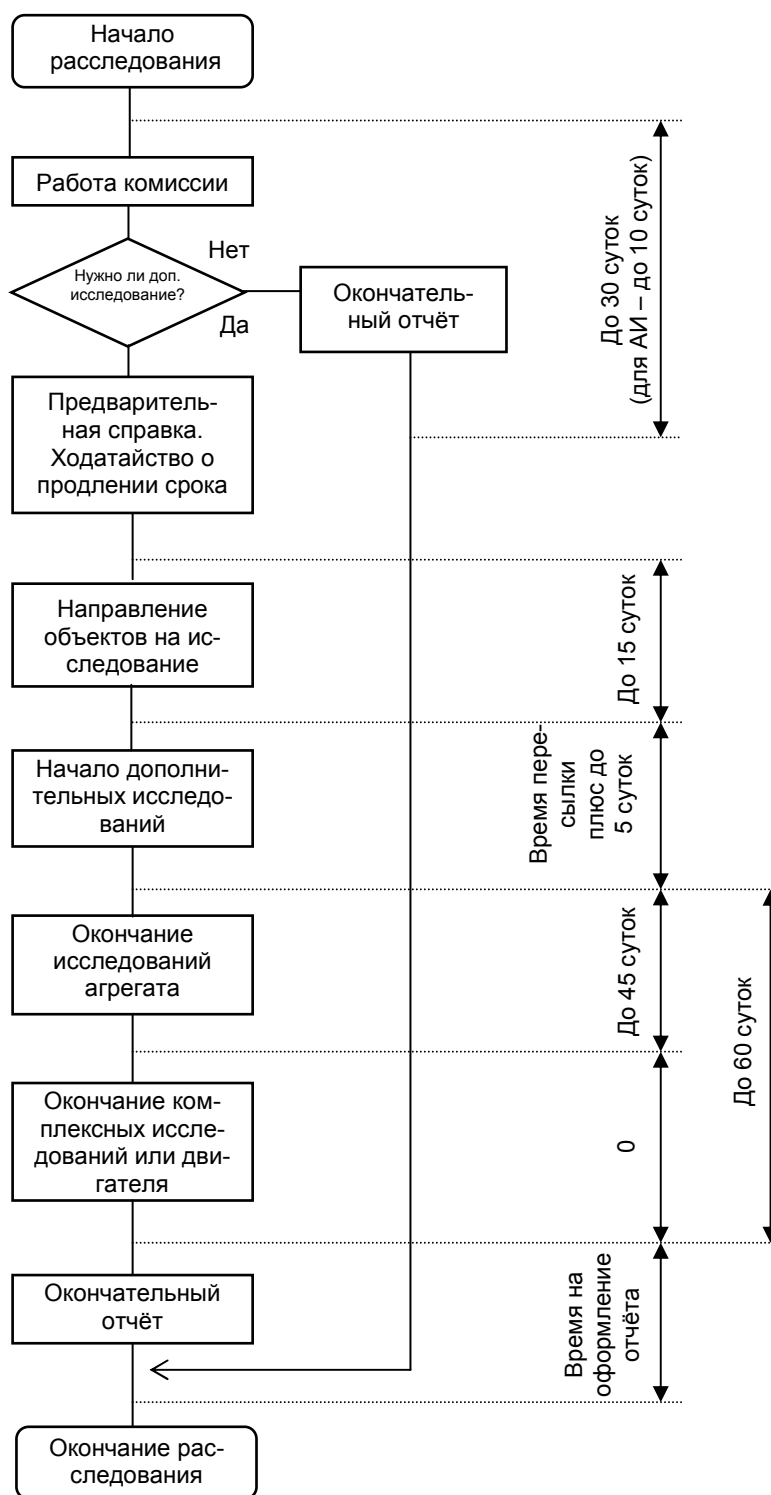 Начало
расследования
Работа комиссии
Нужно ли доп.
исследование?
Нет
Да
Окончатель-
ный отчёт
До 30 суток
(для АИ – до 10 суток)
Предваритель-
ная справка.
Ходатайство о
продлении срока
Направление
объектов на ис-
следование
До 15 суток
Начало дополни-
тельных исследо-
ваний
Время пере-
сылки
плюс до
5 суток
Окончание
исследований
агрегата
До 45 суток
До 60 суток
Окончание ком-
плексных иссле-
дований или дви-
гателя
0
Окончательный
отчёт
Время на
оформление
отчёта
Окончание рас-
следования